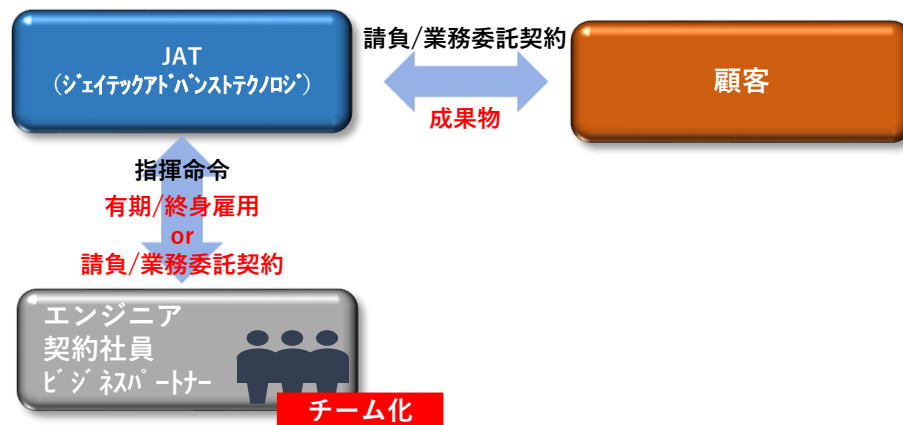 JAT
(ｼﾞｪｲﾃｯｸｱﾄﾞﾊﾞﾝｽﾄﾃｸﾉﾛｼﾞ)
請負/業務委託契約
成果物
顧客
指揮命令
有期/終身雇用
or
請負/業務委託契約
エンジニア
契約社員
ﾋﾞｼﾞﾈｽﾊﾟｰﾄﾅｰ
チーム化